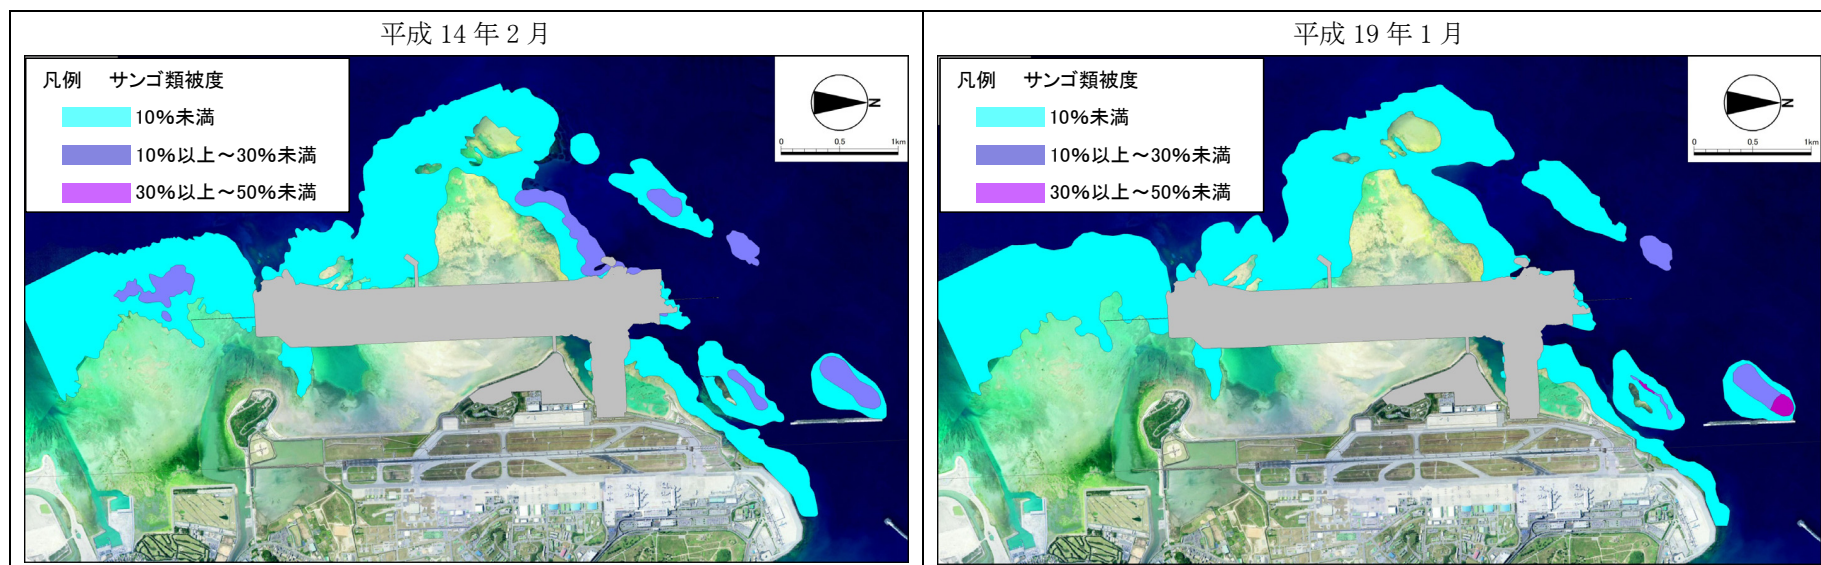 平成 14 年 2 月
凡例 サンゴ類被度
10%未満
10%以上～30%未満
30%以上～50%未満
N
0 0.5 1km
平成 19 年 1 月
凡例 サンゴ類被度
10%未満
10%以上～30%未満
30%以上～50%未満
N
0 0.5 1km